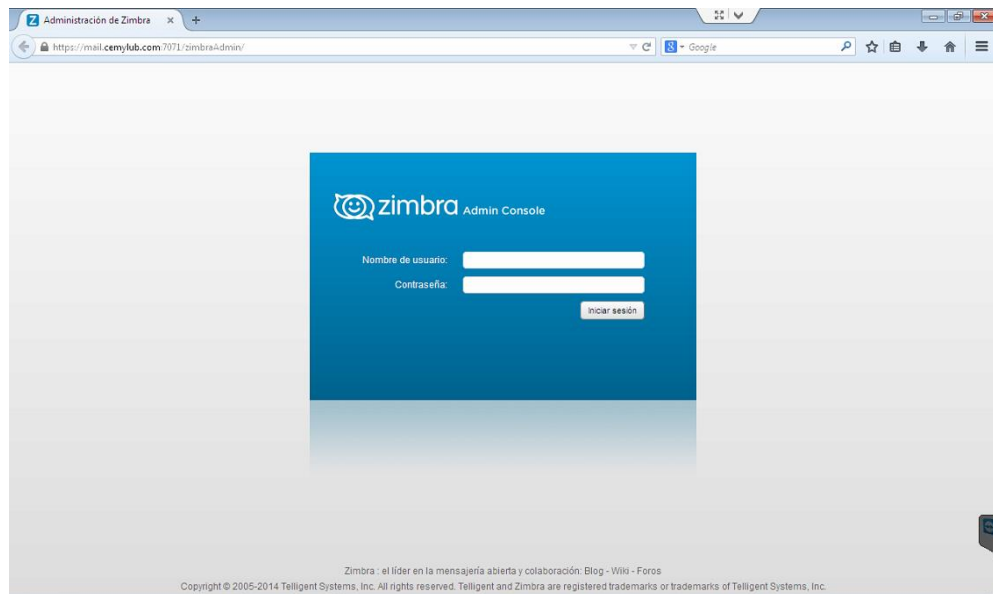 Administración de Zimbra
https://mail.cemylub.com:7071/zimbraAdmin/
Google
zimbra Admin Console
Nombre de usuario:
Contraseña:
Iniciar sesión
Zimbra : el líder en la mensajería abierta y colaboración: Blog - Wiki - Foros
Copyright © 2005-2014 Telligent Systems, Inc. All rights reserved. Telligent and Zimbra are registered trademarks or trademarks of Telligent Systems, Inc.